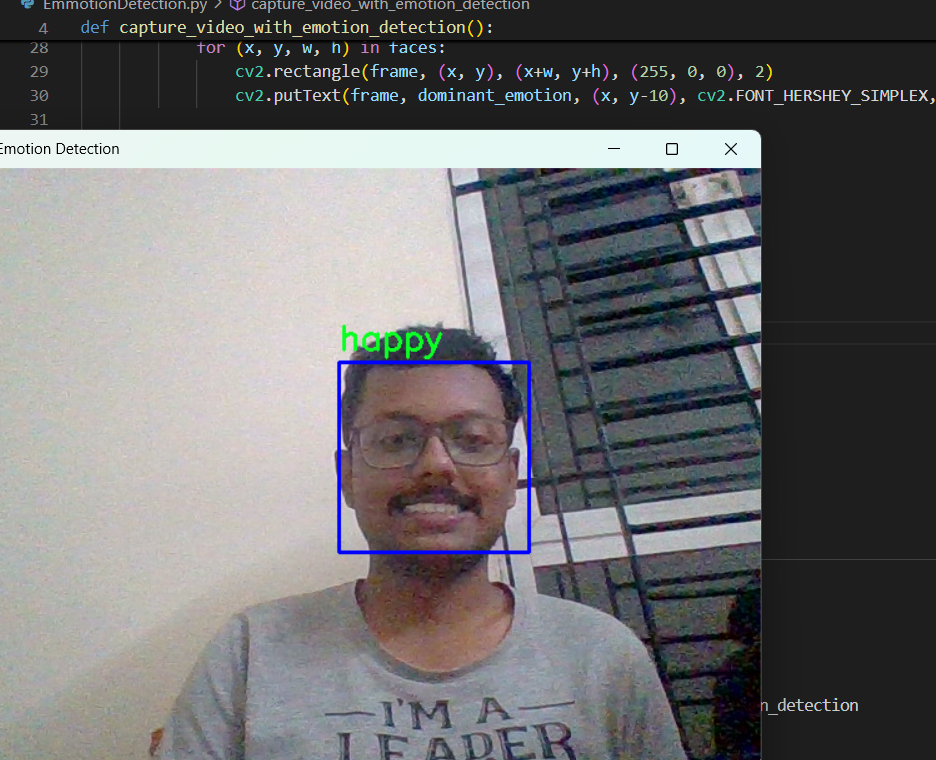 EmmotionDetection.py > capture_video_with_emotion_detection
4 def capture_video_with_emotion_detection():
28 for (x, y, w, h) in faces:
29 cv2.rectangle(frame, (x, y), (x+w, y+h), (255, 0, 0), 2)
30 cv2.putText(frame, dominant_emotion, (x, y-10), cv2.FONT_HERSHEY_SIMPLEX,
31
Emotion Detection
happy
I'M A
LEADER
n_detection